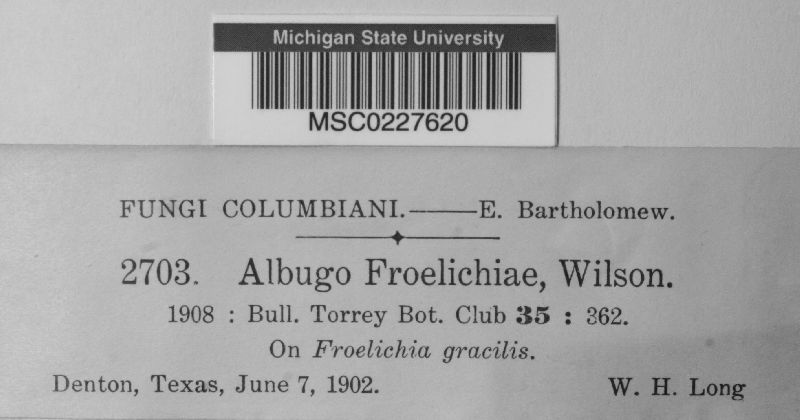 Michigan State University
MSC0227620
FUNGI COLUMBIANI.——E. Bartholomew.
2703. Albugo Froelichiae, Wilson.
1908 : Bull. Torrey Bot. Club 35 : 362.
On Froelichia gracilis.
Denton, Texas, June 7, 1902. W. H. Long